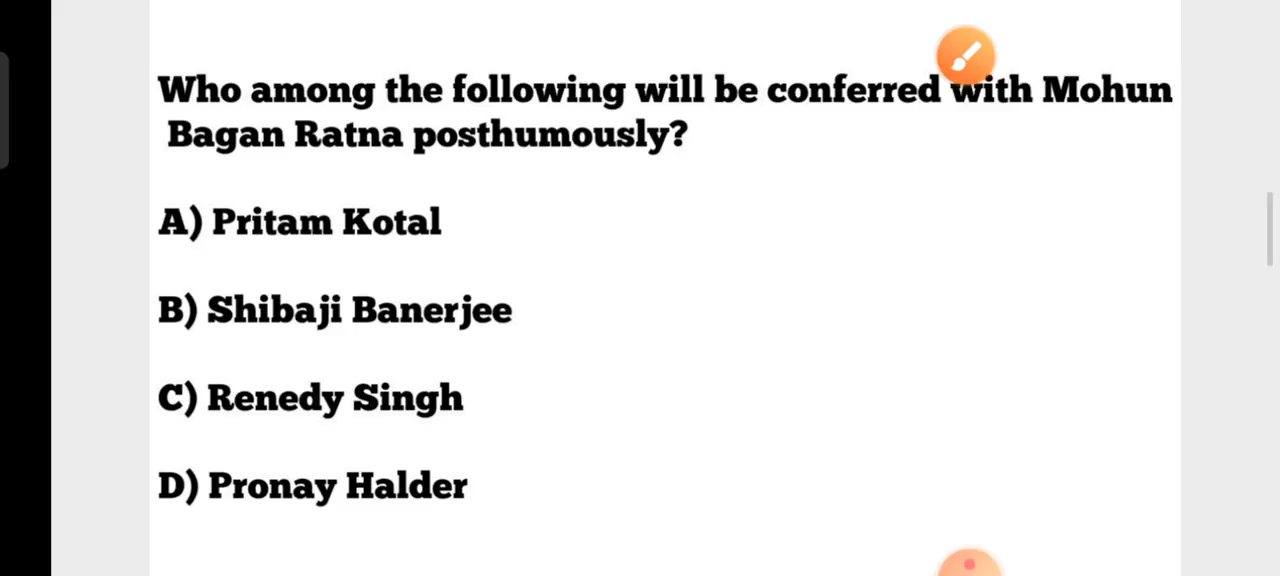 Who among the following will be conferred with Mohun
Bagan Ratna posthumously?
A) Pritam Kotal
B) Shibaji Banerjee
C) Renedy Singh
D) Pronay Halder